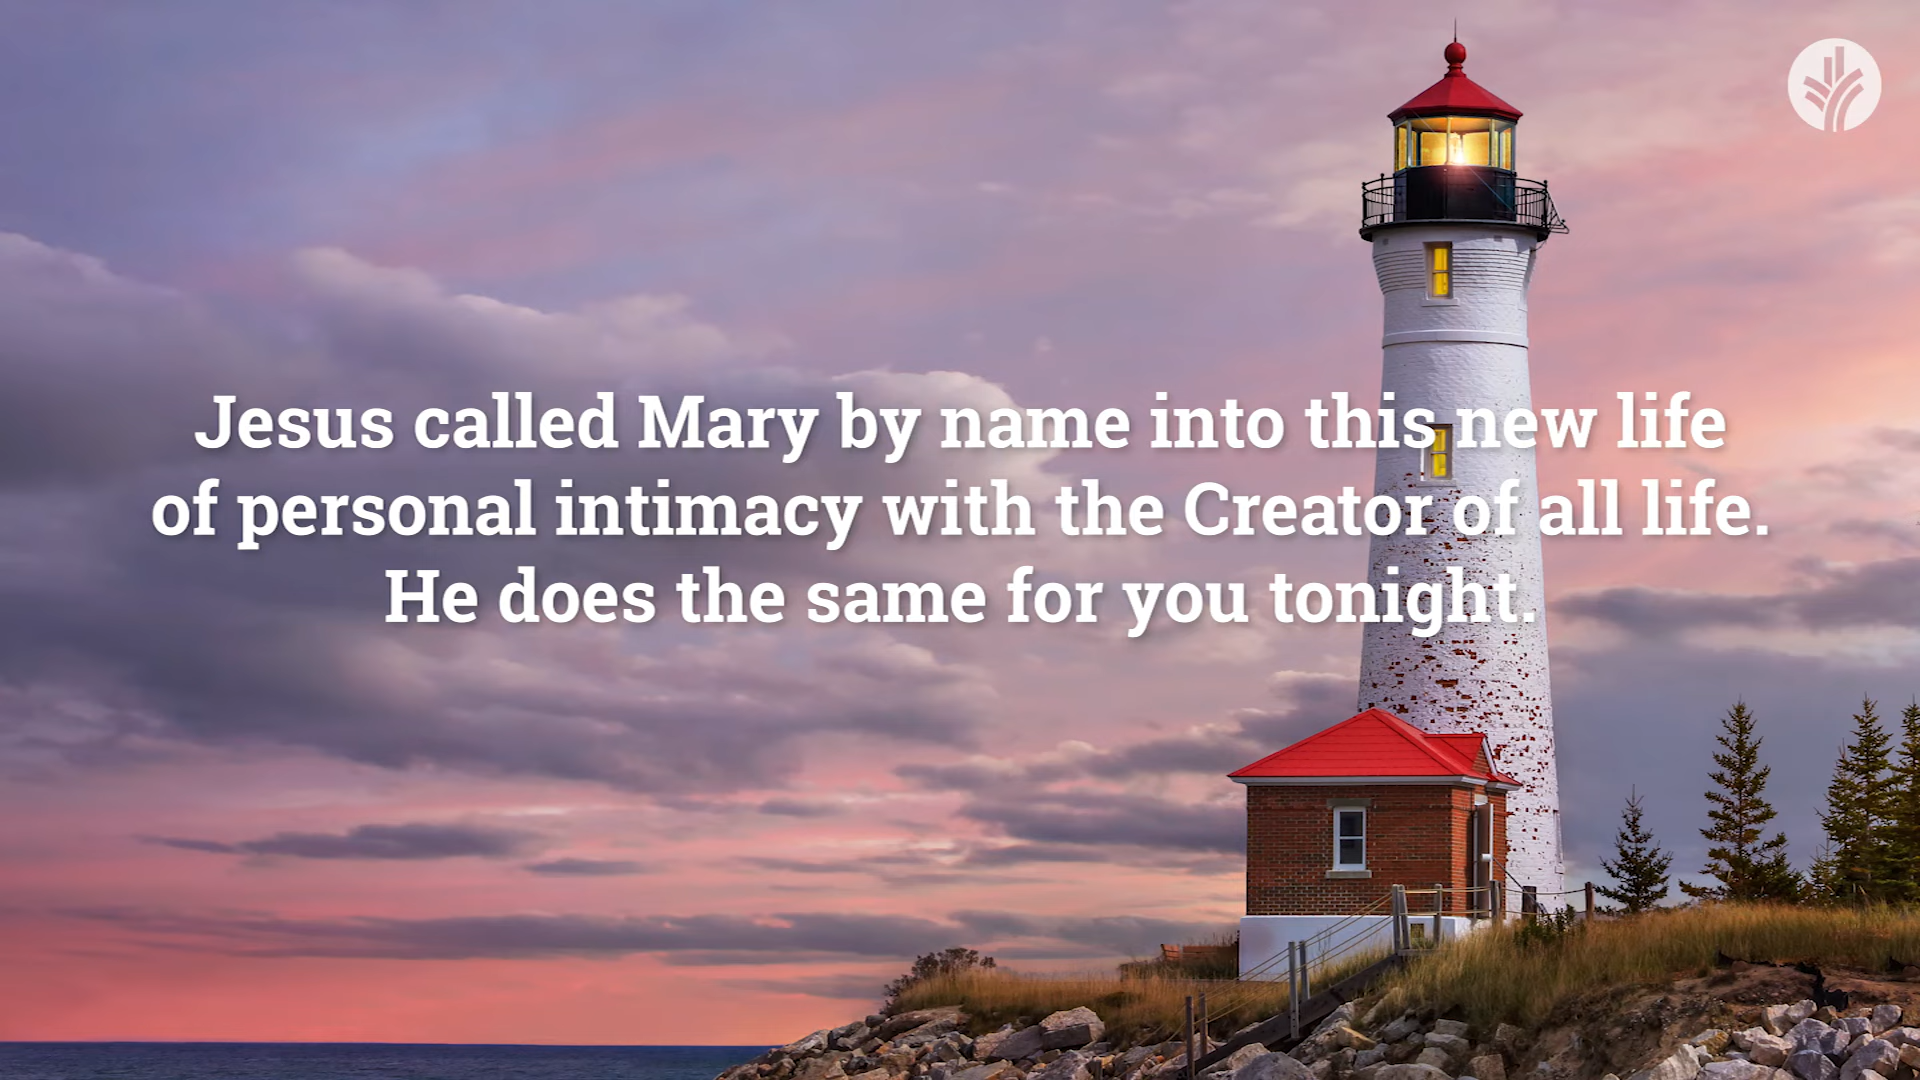 Jesus called Mary by name into this new life
of personal intimacy with the Creator of all life.
He does the same for you tonight.